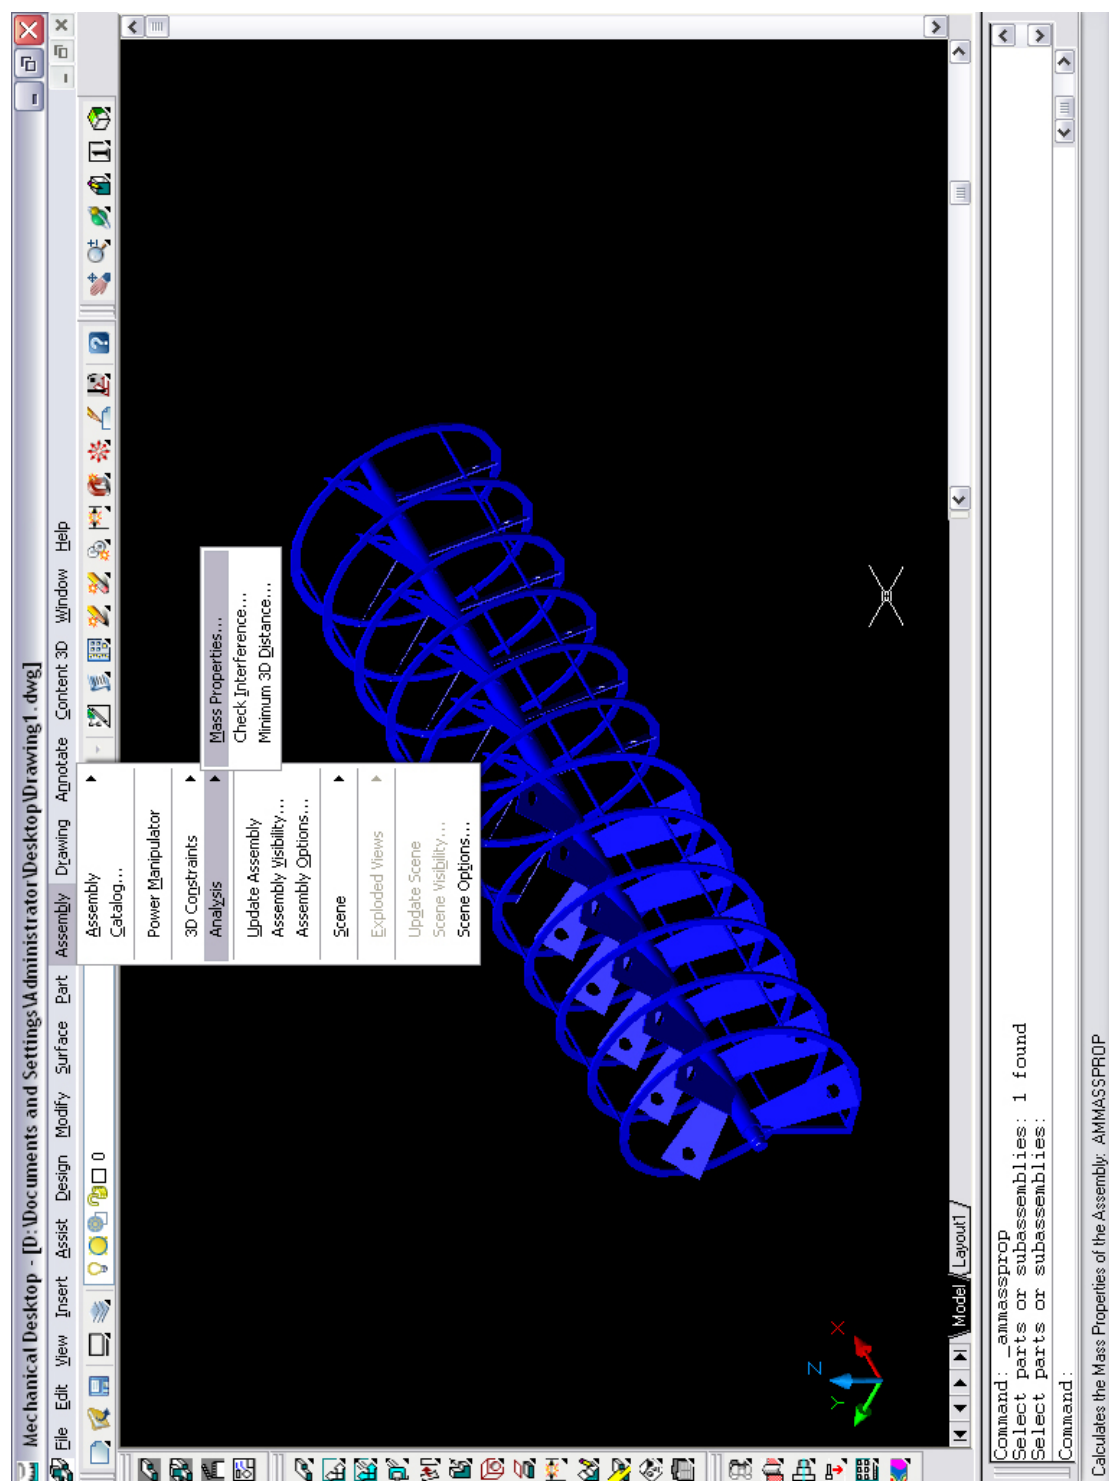 Mechanical Desktop - [D:\Documents and Settings\Administrator\Desktop\Drawing1.dwg]
File Edit View Insert Assist Design Modify Surface Part Assembly Drawing Annotate Content 3D Window Help
0
Assembly
Catalog...
Power Manipulator
3D Constraints
Analysis
Update Assembly
Assembly Visibility...
Assembly Options...
Scene
Exploded Views
Update Scene
Scene Visibility...
Scene Options...
Mass Properties...
Check Interference...
Minimum 3D Distance...
Z
X
Y
Model Layout1
Command: _ammassprop
Select parts or subassemblies: 1 found
Select parts or subassemblies:
Command:
Calculates the Mass Properties of the Assembly: AMMASSPROP